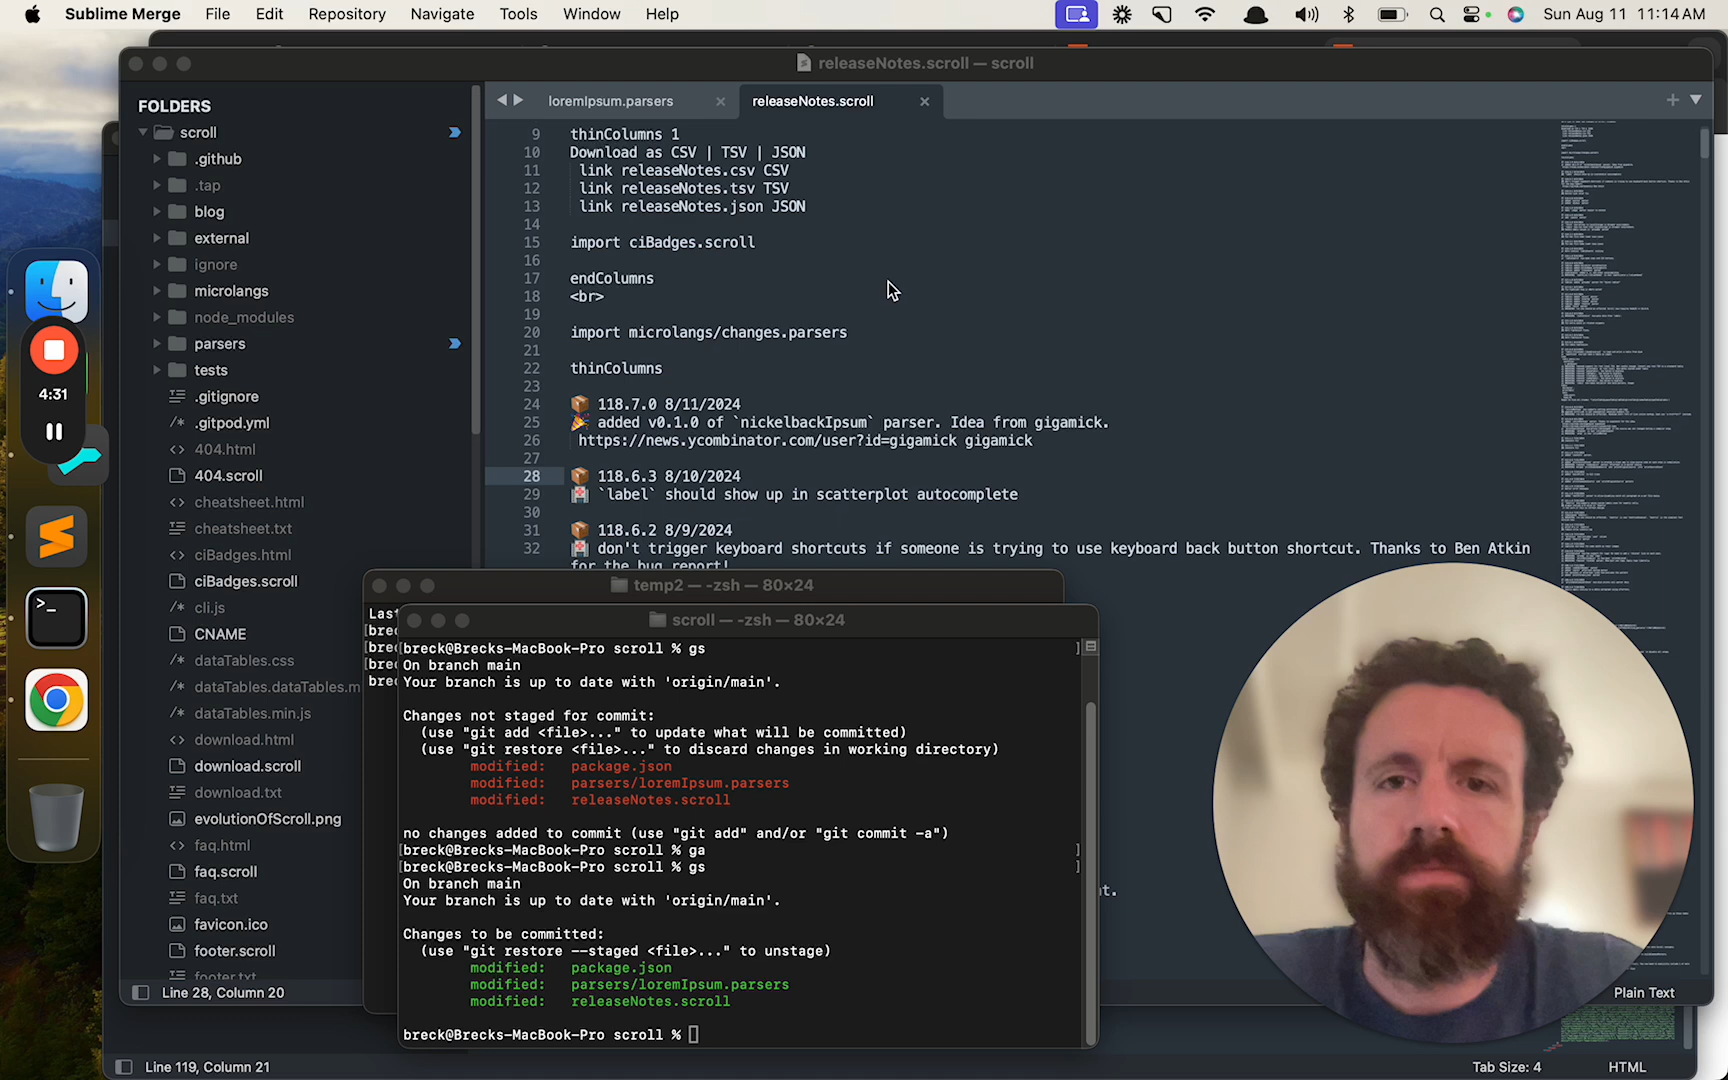 Sublime Merge File Edit Repository Navigate Tools Window Help Sun Aug 11 11:14 AM
releaseNotes.scroll — scroll
FOLDERS
scroll
.github
.tap
blog
external
ignore
microlangs
node_modules
parsers
tests
.gitignore
.gitpod.yml
404.html
404.scroll
cheatsheet.html
cheatsheet.txt
ciBadges.html
ciBadges.scroll
cli.js
CNAME
dataTables.css
dataTables.dataTables.m
dataTables.min.js
download.html
download.scroll
download.txt
evolutionOfScroll.png
faq.html
faq.scroll
faq.txt
favicon.ico
footer.scroll
footer.txt
4:31
loremIpsum.parsers
releaseNotes.scroll
9 thinColumns 1
10 Download as CSV | TSV | JSON
11 link releaseNotes.csv CSV
12 link releaseNotes.tsv TSV
13 link releaseNotes.json JSON
14
15 import ciBadges.scroll
16
17 endColumns
18 <br>
19
20 import microlangs/changes.parsers
21
22 thinColumns
23
24 📦 118.7.0 8/11/2024
25 🎉 added v0.1.0 of `nickelbackIpsum` parser. Idea from gigamick.
26 https://news.ycombinator.com/user?id=gigamick gigamick
27
28 📦 118.6.3 8/10/2024
29 🏥 `label` should show up in scatterplot autocomplete
30
31 📦 118.6.2 8/9/2024
32 🏥 don't trigger keyboard shortcuts if someone is trying to use keyboard back button shortcut. Thanks to Ben Atkin
for the bug report!
temp2 — -zsh — 80×24
Last
[brec
[brec
[brec
brec
scroll — -zsh — 80×24
[breck@Brecks-MacBook-Pro scroll % gs ]
On branch main
Your branch is up to date with 'origin/main'.
Changes not staged for commit:
(use "git add <file>..." to update what will be committed)
(use "git restore <file>..." to discard changes in working directory)
modified: package.json
modified: parsers/loremIpsum.parsers
modified: releaseNotes.scroll
no changes added to commit (use "git add" and/or "git commit -a")
[breck@Brecks-MacBook-Pro scroll % ga ]
[breck@Brecks-MacBook-Pro scroll % gs ]
On branch main
Your branch is up to date with 'origin/main'.
Changes to be committed:
(use "git restore --staged <file>..." to unstage)
modified: package.json
modified: parsers/loremIpsum.parsers
modified: releaseNotes.scroll
breck@Brecks-MacBook-Pro scroll %
Line 28, Column 20
Plain Text
Line 119, Column 21
Tab Size: 4
HTML